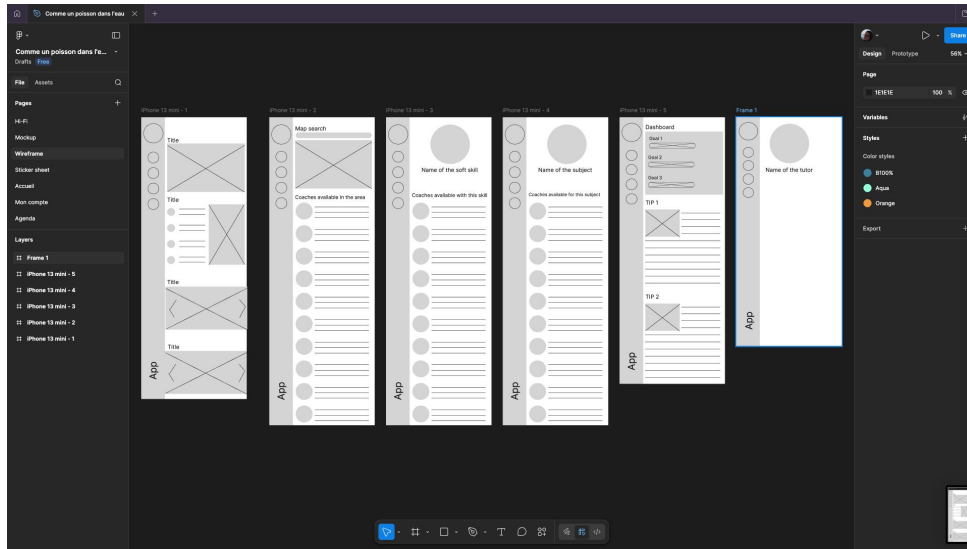 Comme un poisson dans l'eau
Comme un poisson dans l'e...
Drafts Free
File Assets
Pages
Hi-Fi
Mockup
Wireframe
Sticker sheet
Accueil
Mon compte
Agenda
Layers
Frame 1
iPhone 13 mini - 5
iPhone 13 mini - 4
iPhone 13 mini - 3
iPhone 13 mini - 2
iPhone 13 mini - 1
iPhone 13 mini - 1
Title
Title
Title
Title
App
iPhone 13 mini - 2
Map search
Coaches available in the area
App
iPhone 13 mini - 3
Name of the soft skill
Coaches available with this skill
App
iPhone 13 mini - 4
Name of the subject
Coaches available for this subject
App
iPhone 13 mini - 5
Dashboard
Goal 1
Goal 2
Goal 3
TIP 1
TIP 2
App
Frame 1
Name of the tutor
App
Share
Design Prototype 56%
Page
1E1E1E 100 %
Variables
Styles
Color styles
B100%
Aqua
Orange
Export